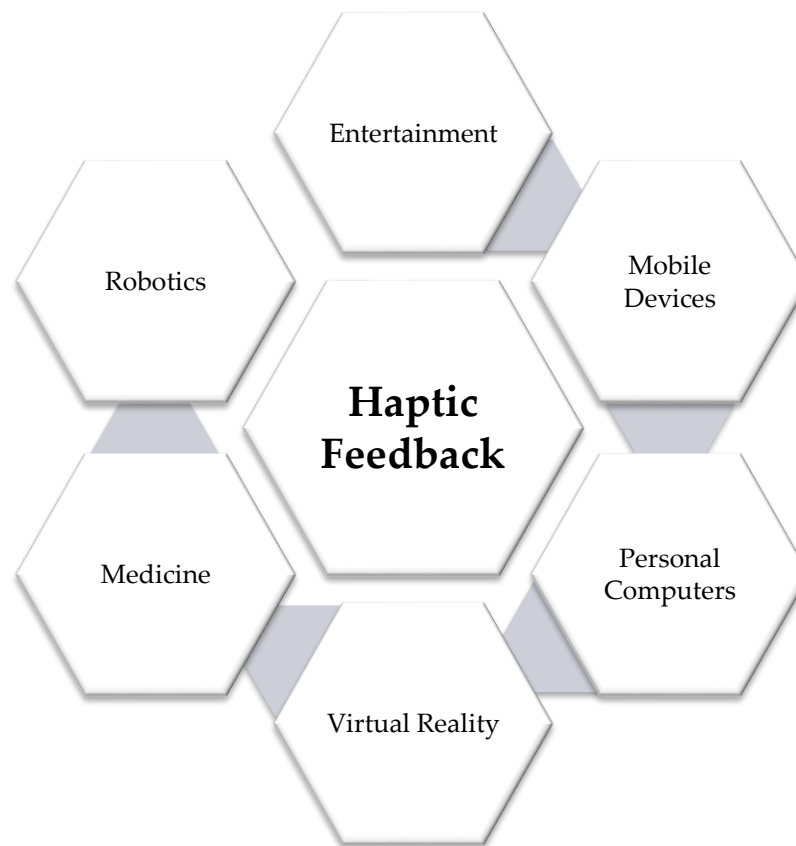 Entertainment
Robotics
Mobile
Devices
Haptic
Feedback
Medicine
Personal
Computers
Virtual Reality